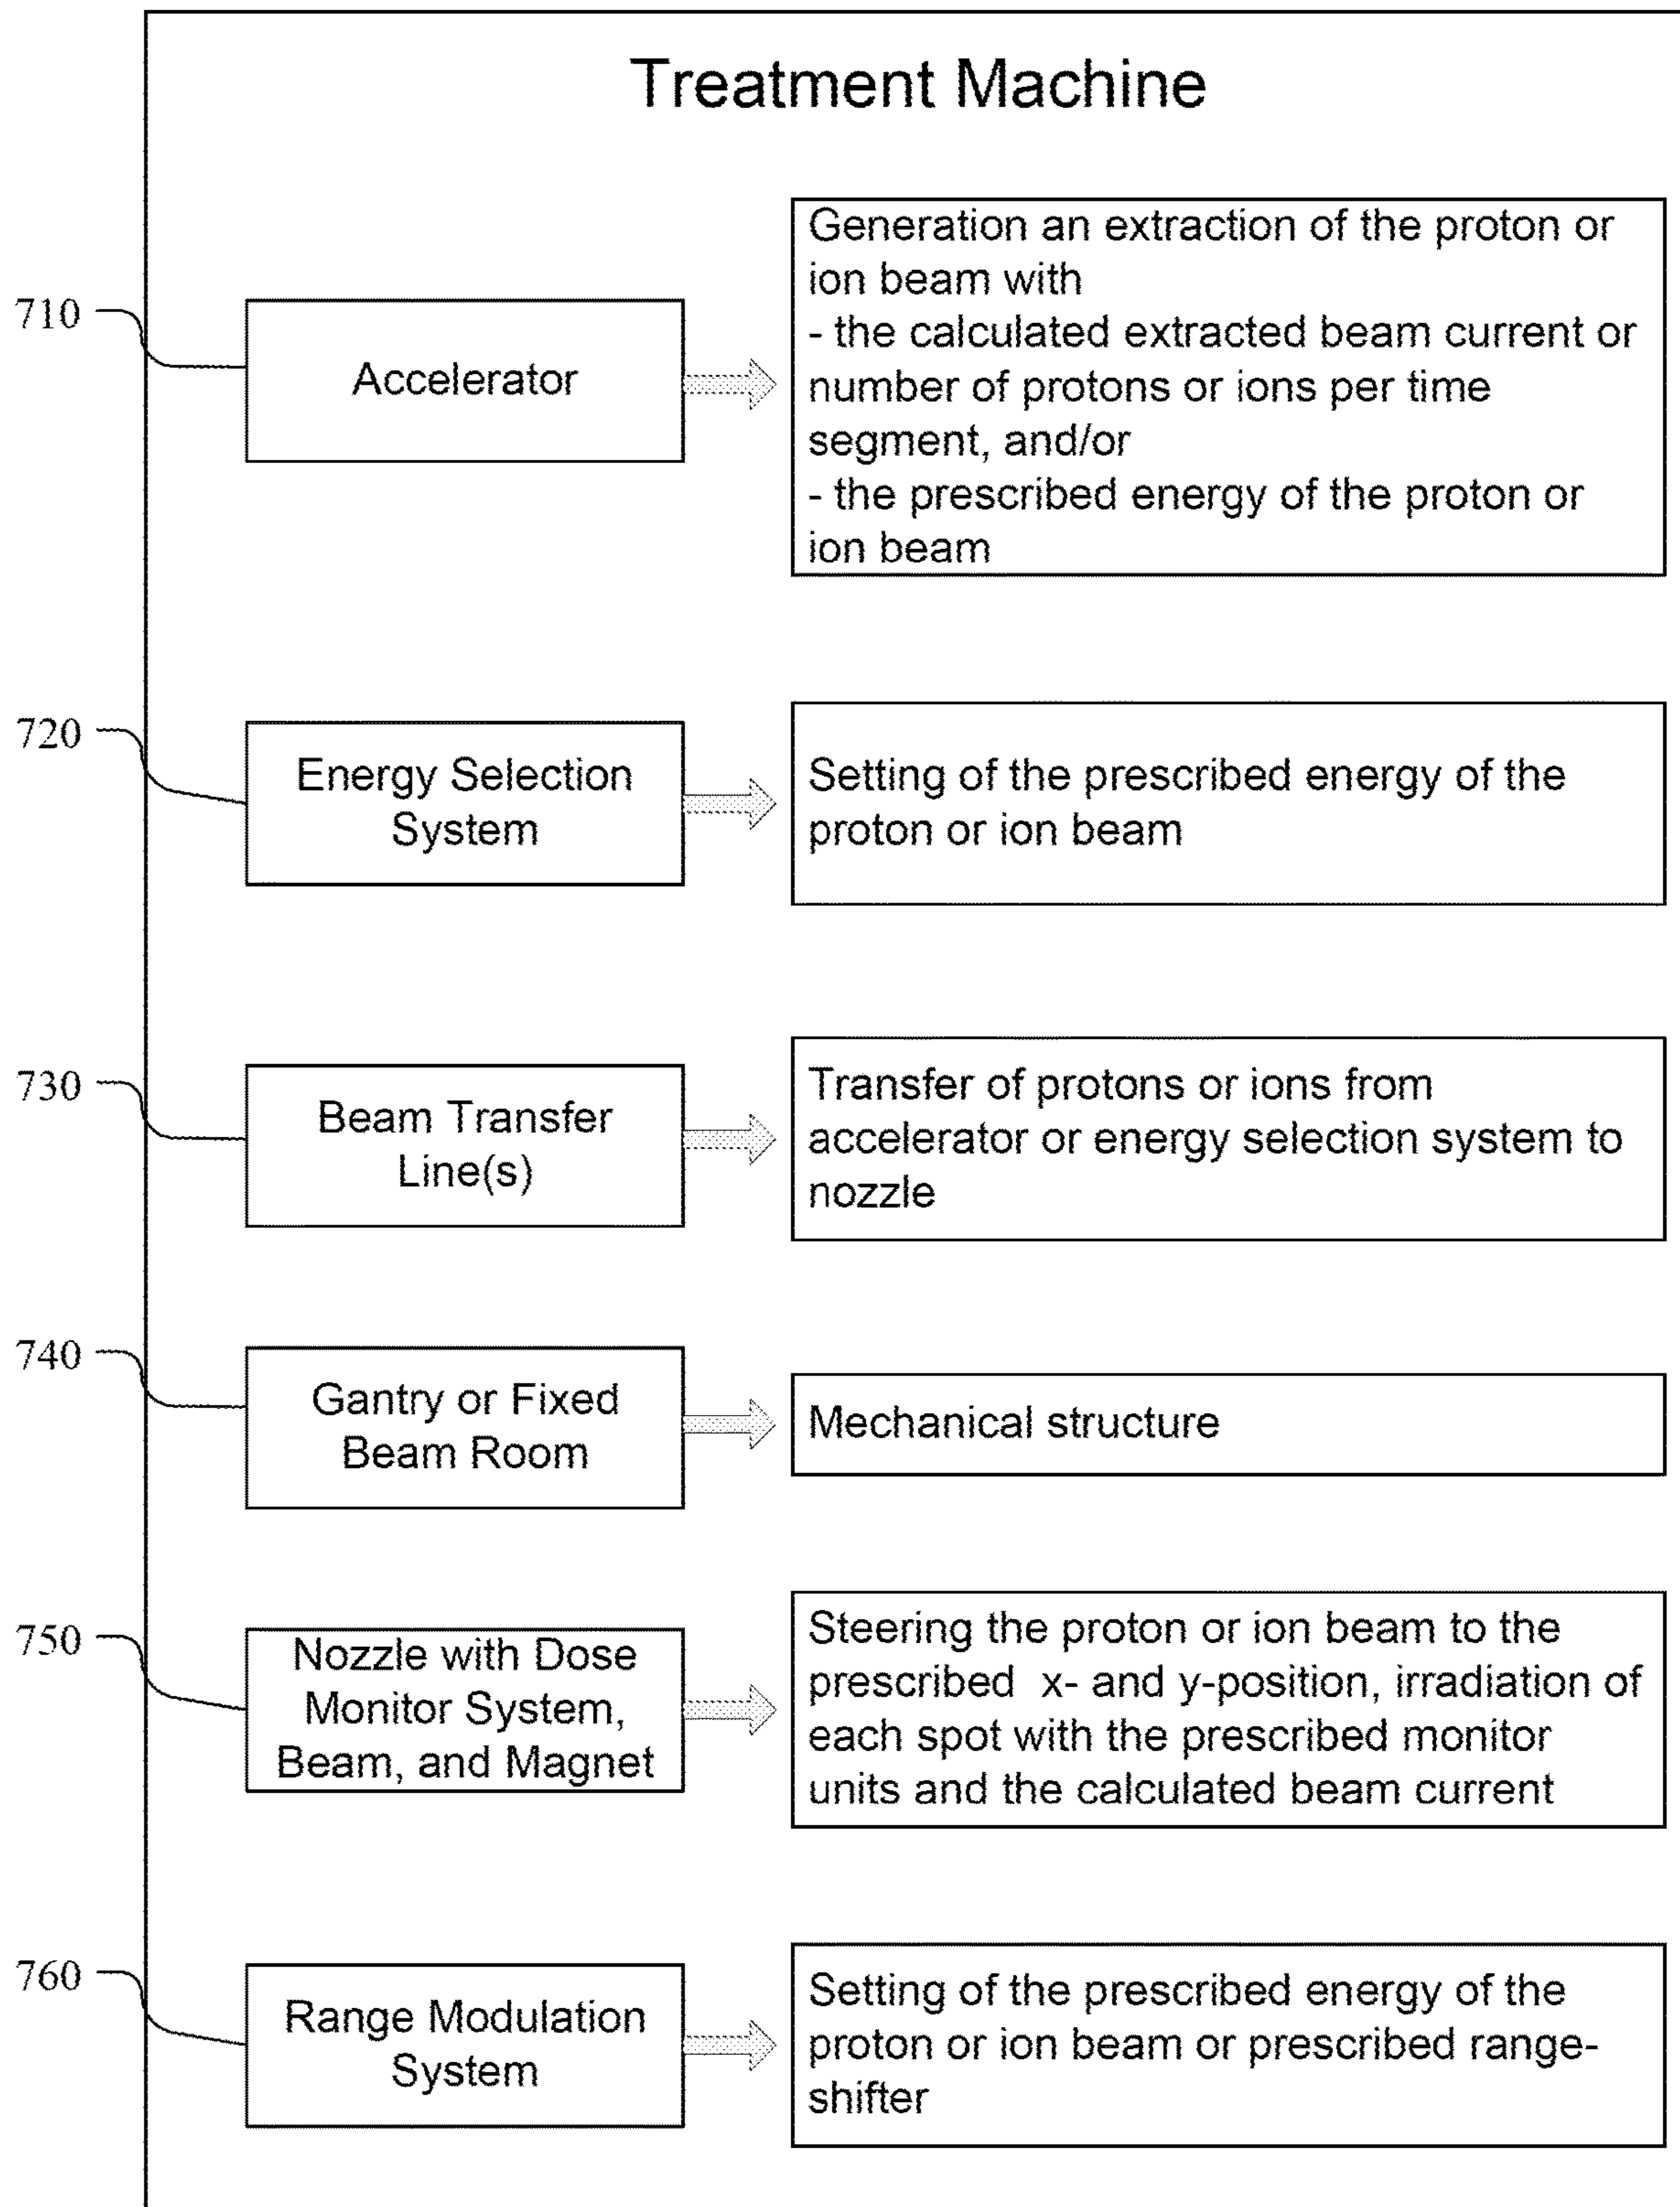 Treatment Machine
710
Accelerator
Generation an extraction of the proton or
ion beam with
- the calculated extracted beam current or
number of protons or ions per time
segment, and/or
- the prescribed energy of the proton or
ion beam
720
Energy Selection
System
Setting of the prescribed energy of the
proton or ion beam
730
Beam Transfer
Line(s)
Transfer of protons or ions from
accelerator or energy selection system to
nozzle
740
Gantry or Fixed
Beam Room
Mechanical structure
750
Nozzle with Dose
Monitor System,
Beam, and Magnet
Steering the proton or ion beam to the
prescribed  x- and y-position, irradiation of
each spot with the prescribed monitor
units and the calculated beam current
760
Range Modulation
System
Setting of the prescribed energy of the
proton or ion beam or prescribed range-
shifter